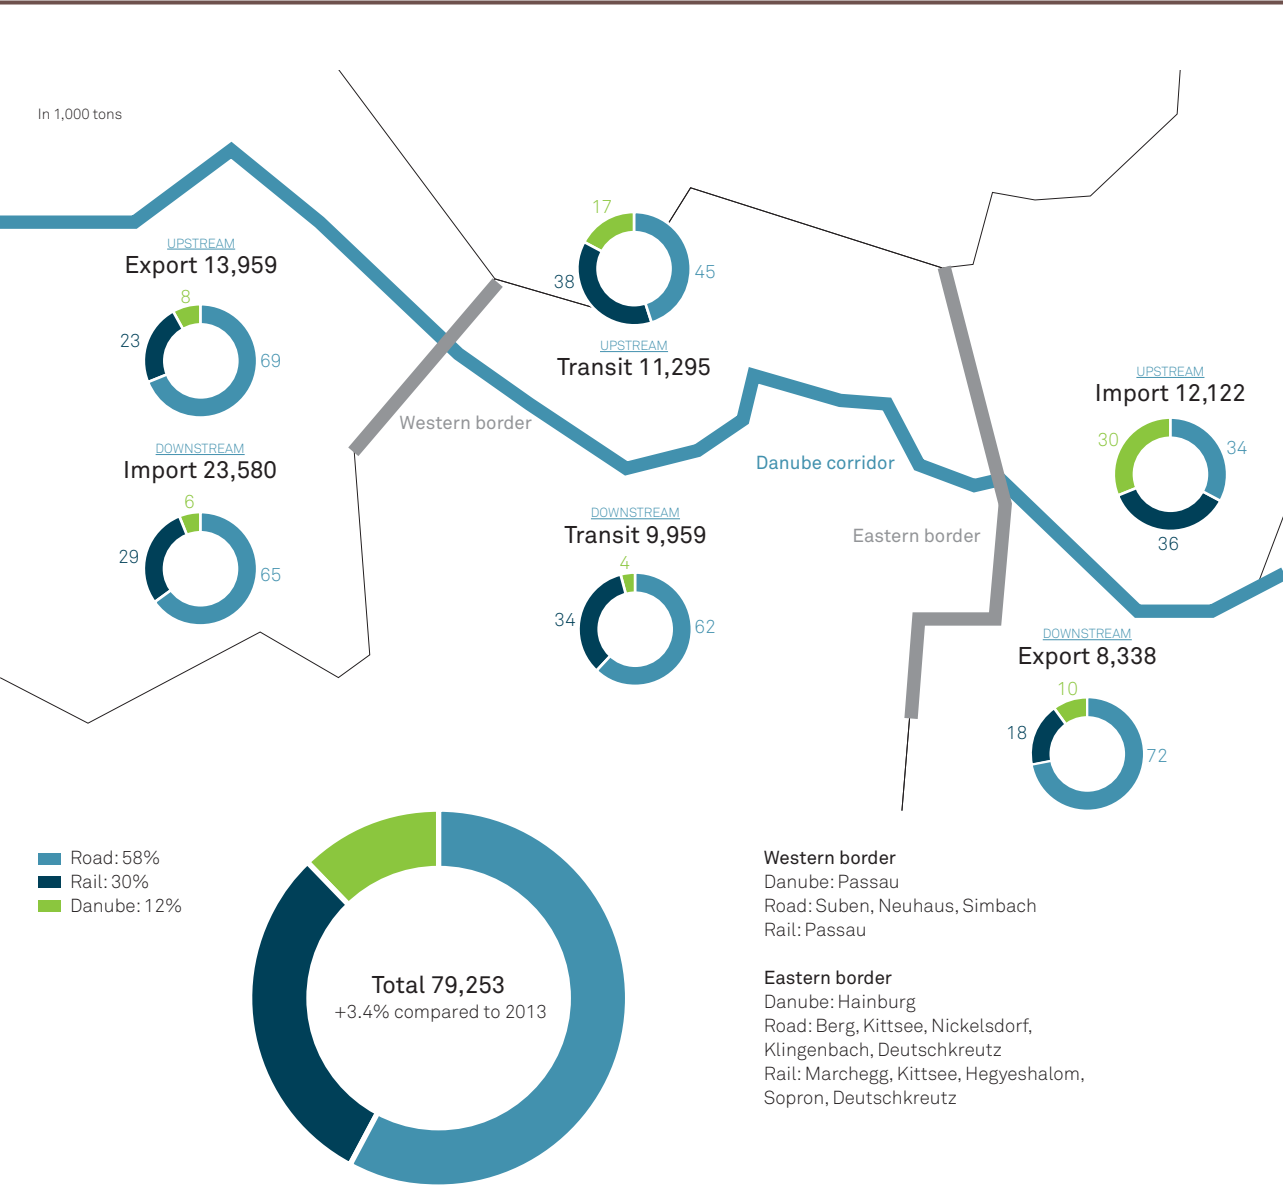 In 1,000 tons
UPSTREAM
Export 13,959
8
23
69
DOWNSTREAM
Import 23,580
6
29
65
17
38
45
UPSTREAM
Transit 11,295
Western border
Danube corridor
DOWNSTREAM
Transit 9,959
4
34
62
Eastern border
UPSTREAM
Import 12,122
30
34
36
DOWNSTREAM
Export 8,338
10
18
72
Road: 58%
Rail: 30%
Danube: 12%
Total 79,253
+3.4% compared to 2013
Western border
Danube: Passau
Road: Suben, Neuhaus, Simbach
Rail: Passau
Eastern border
Danube: Hainburg
Road: Berg, Kittsee, Nickelsdorf,
Klingenbach, Deutschkreutz
Rail: Marchegg, Kittsee, Hegyeshalom,
Sopron, Deutschkreutz